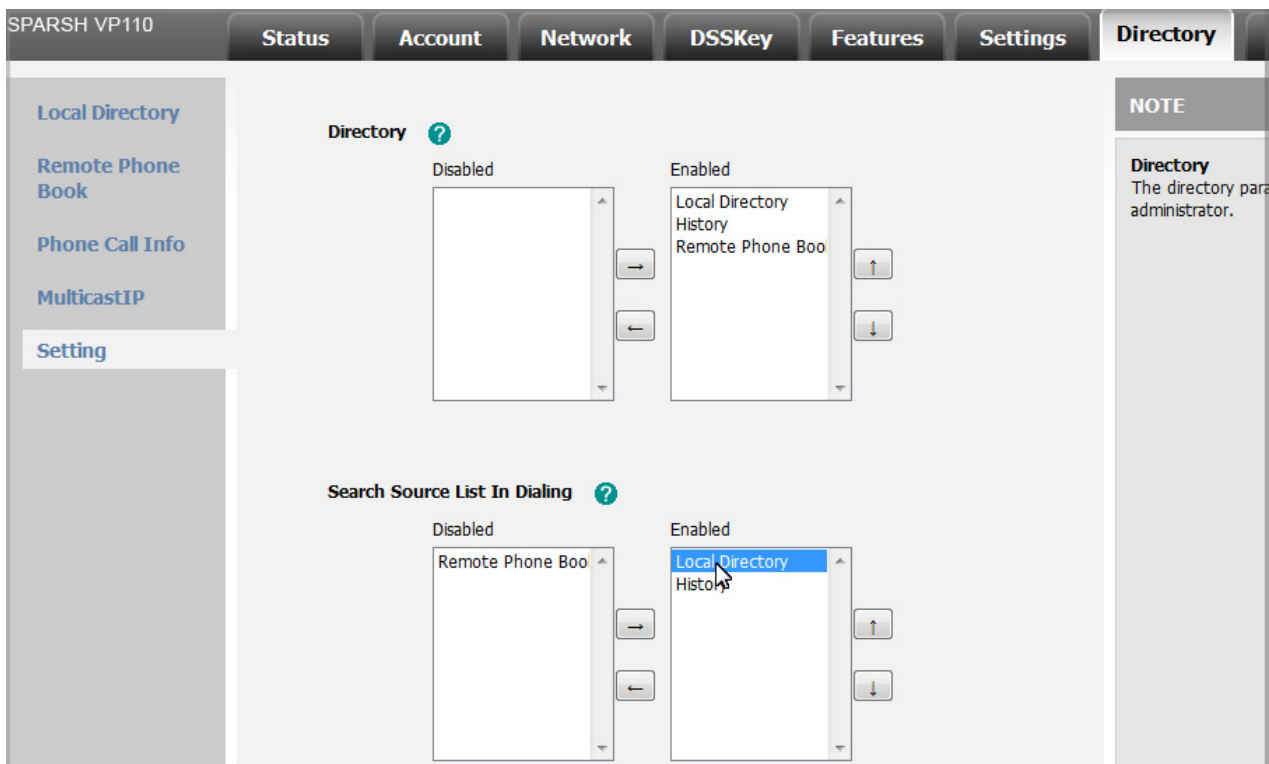 SPARSH VP110
Status Account Network DSSKey Features Settings Directory
Local Directory
Remote Phone
Book
Phone Call Info
MulticastIP
Setting
Directory ?
Disabled Enabled
Local Directory
History
Remote Phone Boo
→ ↑
← ↓
Search Source List In Dialing ?
Disabled Enabled
Remote Phone Boo Local Directory
History
→ ↑
← ↓
NOTE
Directory
The directory para
administrator.